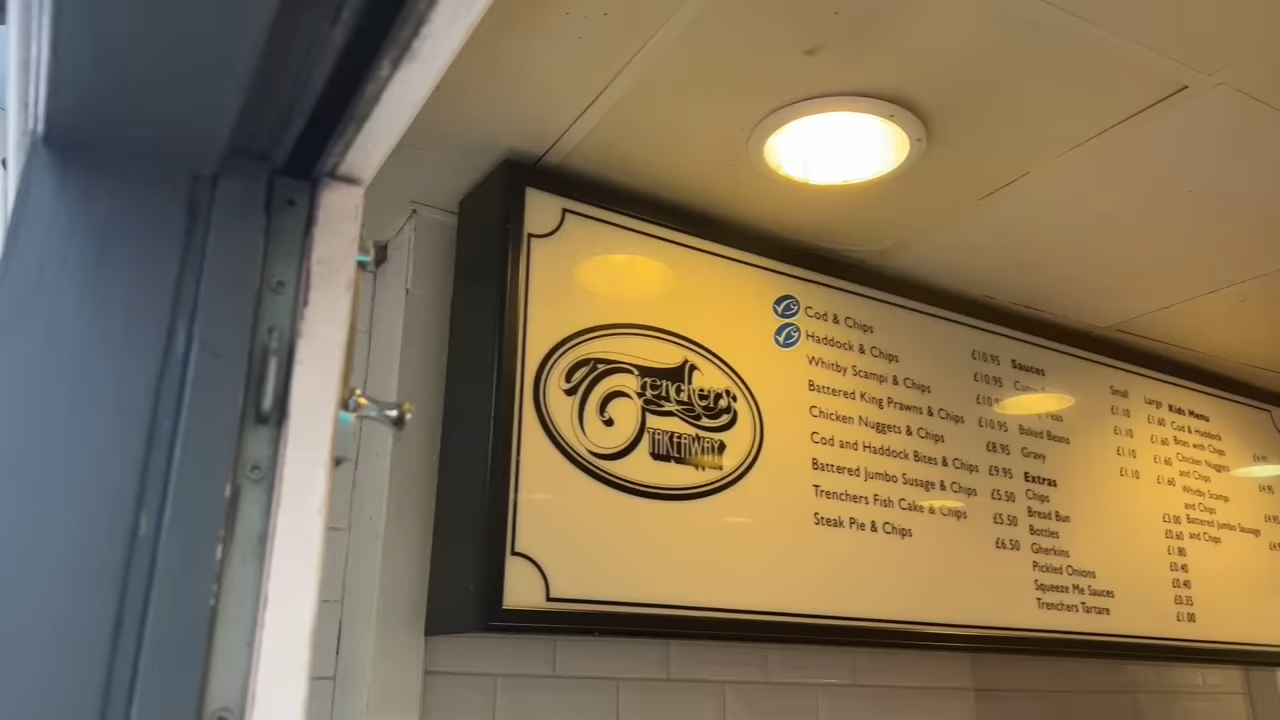 Trenchers
TAKEAWAY
Cod & Chips £10.95
Haddock & Chips £10.95
Whitby Scampi & Chips
Battered King Prawns & Chips £10.95
Chicken Nuggets & Chips £8.95
Cod and Haddock Bites & Chips £9.95
Battered Jumbo Susage & Chips £5.50
Trenchers Fish Cake & Chips £5.50
Steak Pie & Chips £6.50
Sauces Small Large
£1.10 £1.60
£1.10 £1.60
Baked Beans £1.10 £1.60
Gravy £1.10 £1.60
Extras
Chips £3.00
Bread Bun £0.60
Bottles £1.80
Gherkins £0.40
Pickled Onions £0.40
Squeeze Me Sauces £0.35
Trenchers Tartare £1.00
Kids Menu
Cod & Haddock
Bites with Chips
Chicken Nuggets
and Chips £4.95
Whitby Scampi
and Chips
Battered Jumbo Sausage
and Chips